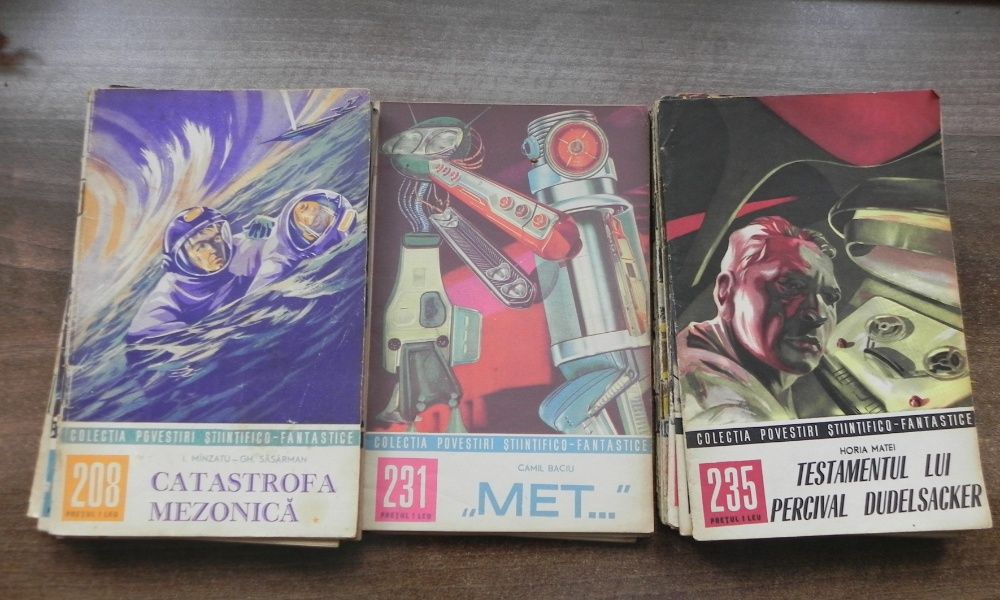 COLECȚIA POVESTIRI ȘTIINȚIFICO-FANTASTICE
208
PREȚUL 1 LEU
I. MÎNZATU – GH. SĂSĂRMAN
CATASTROFA
MEZONICĂ
COLECȚIA POVESTIRI ȘTIINȚIFICO-FANTASTICE
231
PREȚUL 1 LEU
CAMIL BACIU
„MET..."
COLECȚIA POVESTIRI ȘTIINȚIFICO-FANTASTICE
235
PREȚUL 1 LEU
HORIA MATEI
TESTAMENTUL LUI
PERCIVAL DUDELSACKER